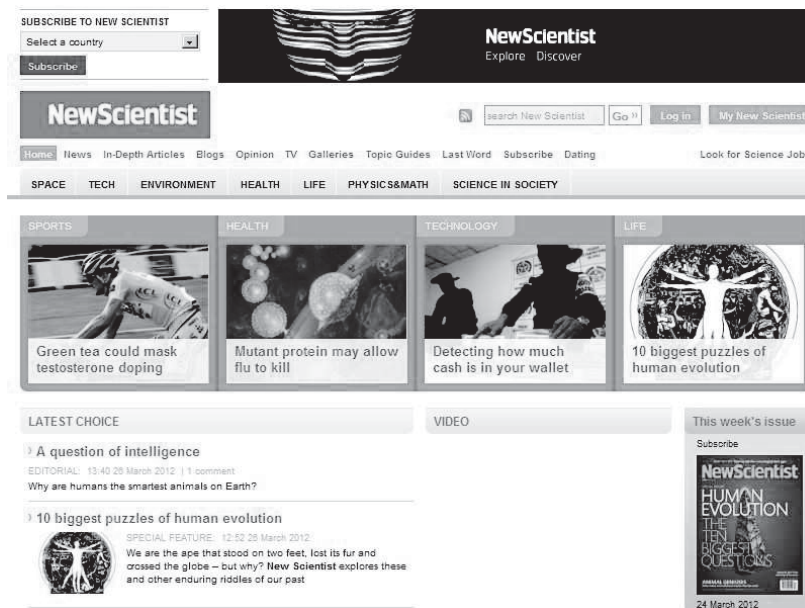 SUBSCRIBE TO NEW SCIENTIST
Select a country
Subscribe
NewScientist
Explore Discover
NewScientist
search New Scientist
Go »
Log in
My New Scientist
Home News In-Depth Articles Blogs Opinion TV Galleries Topic Guides Last Word Subscribe Dating
Look for Science Job
SPACE TECH ENVIRONMENT HEALTH LIFE PHYSICS&MATH SCIENCE IN SOCIETY
SPORTS
Green tea could mask
testosterone doping
HEALTH
Mutant protein may allow
flu to kill
TECHNOLOGY
Detecting how much
cash is in your wallet
LIFE
10 biggest puzzles of
human evolution
LATEST CHOICE
› A question of intelligence
EDITORIAL: 13:40 26 March 2012 | 1 comment
Why are humans the smartest animals on Earth?
› 10 biggest puzzles of human evolution
SPECIAL FEATURE: 12:52 26 March 2012
We are the ape that stood on two feet, lost its fur and
crossed the globe – but why? New Scientist explores these
and other enduring riddles of our past
VIDEO
This week's issue
Subscribe
NewScientist
HUMAN
EVOLUTION
THE
TEN
BIGGEST
QUESTIONS
ANIMAL GENIUSES
24 March 2012